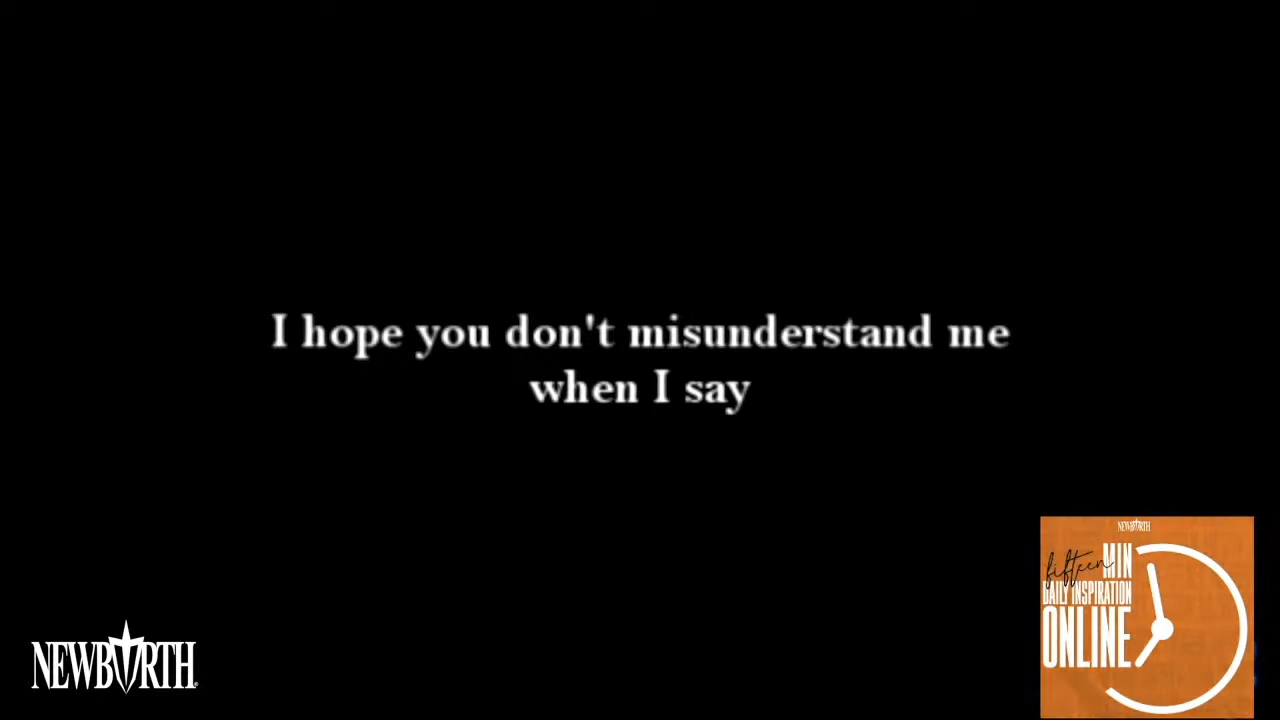 I hope you don't misunderstand me
when I say
NEWBIRTH
fifteen MIN
DAILY INSPIRATION
ONLINE
NEWBIRTH